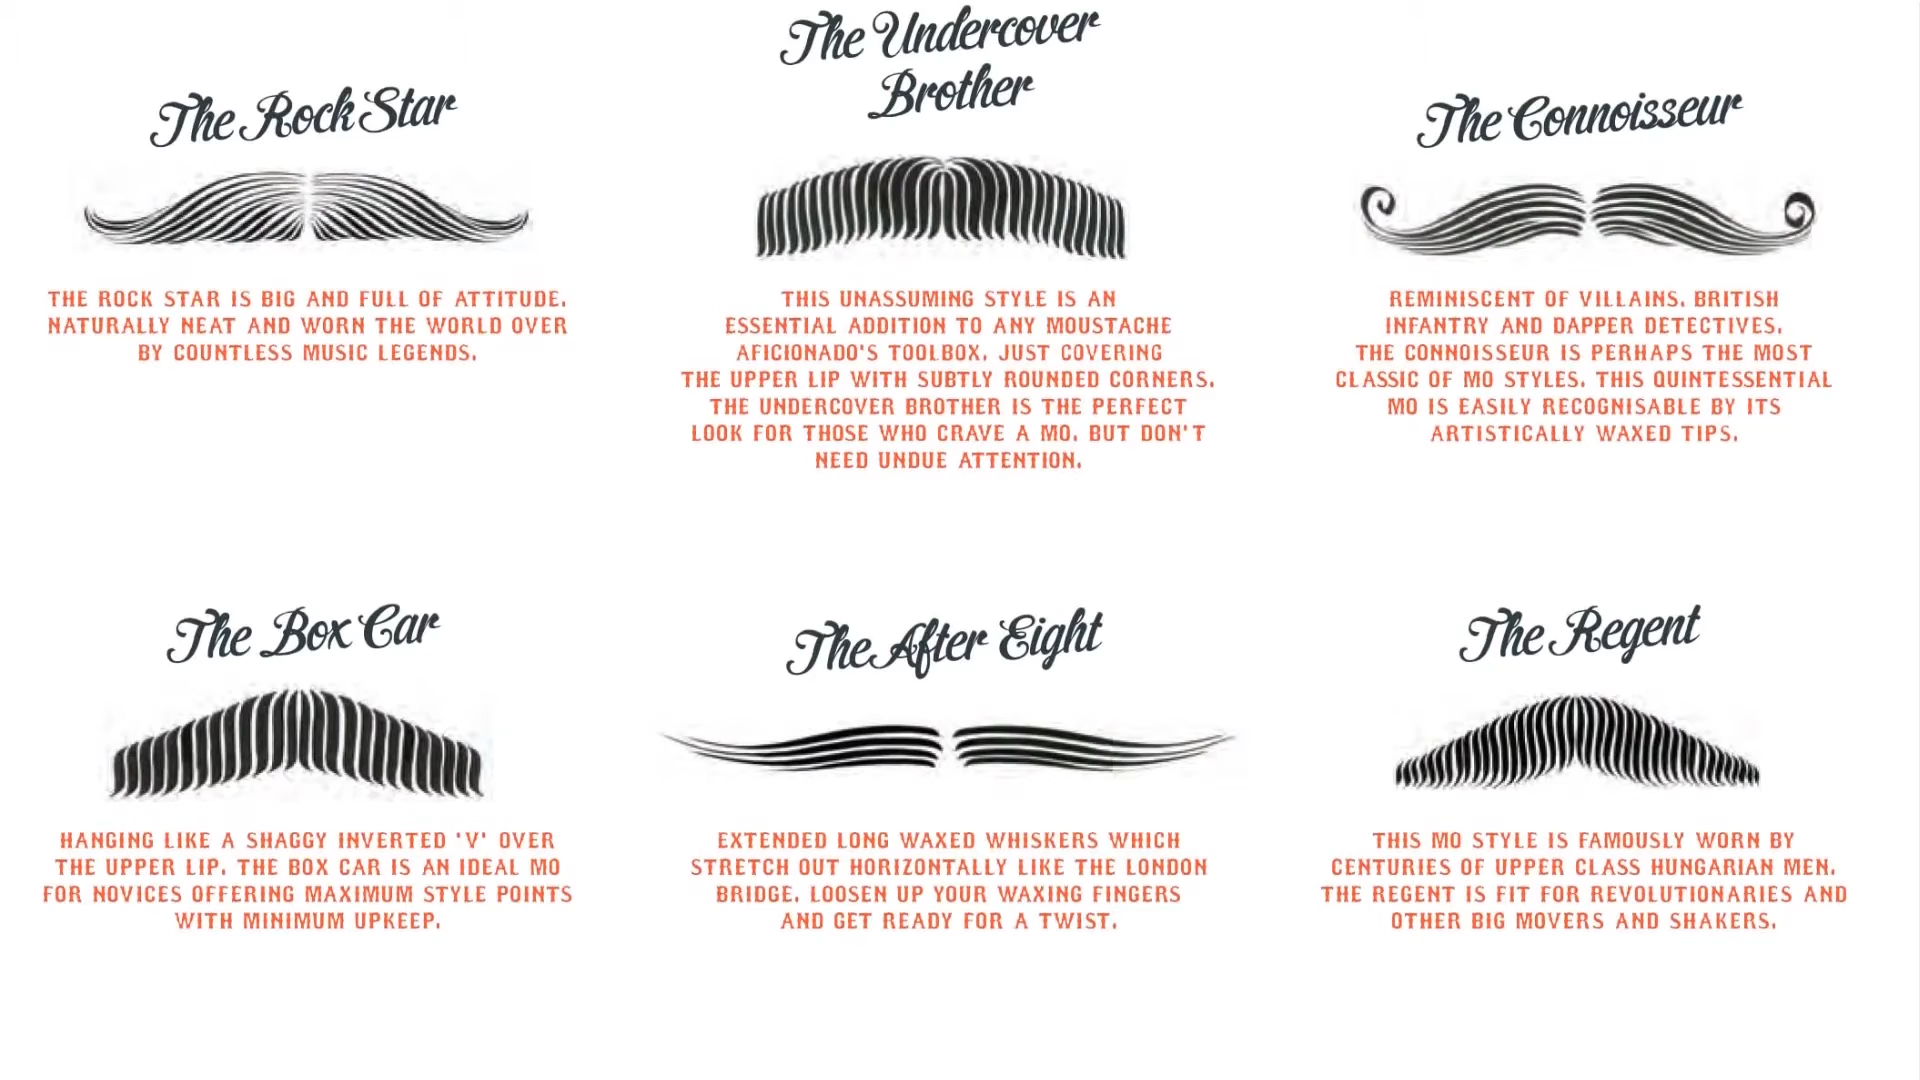 The Rock Star
THE ROCK STAR IS BIG AND FULL OF ATTITUDE.
NATURALLY NEAT AND WORN THE WORLD OVER
BY COUNTLESS MUSIC LEGENDS.
The Undercover
Brother
THIS UNASSUMING STYLE IS AN
ESSENTIAL ADDITION TO ANY MOUSTACHE
AFICIONADO'S TOOLBOX. JUST COVERING
THE UPPER LIP WITH SUBTLY ROUNDED CORNERS,
THE UNDERCOVER BROTHER IS THE PERFECT
LOOK FOR THOSE WHO CRAVE A MO, BUT DON'T
NEED UNDUE ATTENTION.
The Connoisseur
REMINISCENT OF VILLAINS, BRITISH
INFANTRY AND DAPPER DETECTIVES,
THE CONNOISSEUR IS PERHAPS THE MOST
CLASSIC OF MO STYLES. THIS QUINTESSENTIAL
MO IS EASILY RECOGNISABLE BY ITS
ARTISTICALLY WAXED TIPS.
The Box Car
HANGING LIKE A SHAGGY INVERTED 'V' OVER
THE UPPER LIP, THE BOX CAR IS AN IDEAL MO
FOR NOVICES OFFERING MAXIMUM STYLE POINTS
WITH MINIMUM UPKEEP.
The After Eight
EXTENDED LONG WAXED WHISKERS WHICH
STRETCH OUT HORIZONTALLY LIKE THE LONDON
BRIDGE. LOOSEN UP YOUR WAXING FINGERS
AND GET READY FOR A TWIST.
The Regent
THIS MO STYLE IS FAMOUSLY WORN BY
CENTURIES OF UPPER CLASS HUNGARIAN MEN.
THE REGENT IS FIT FOR REVOLUTIONARIES AND
OTHER BIG MOVERS AND SHAKERS.